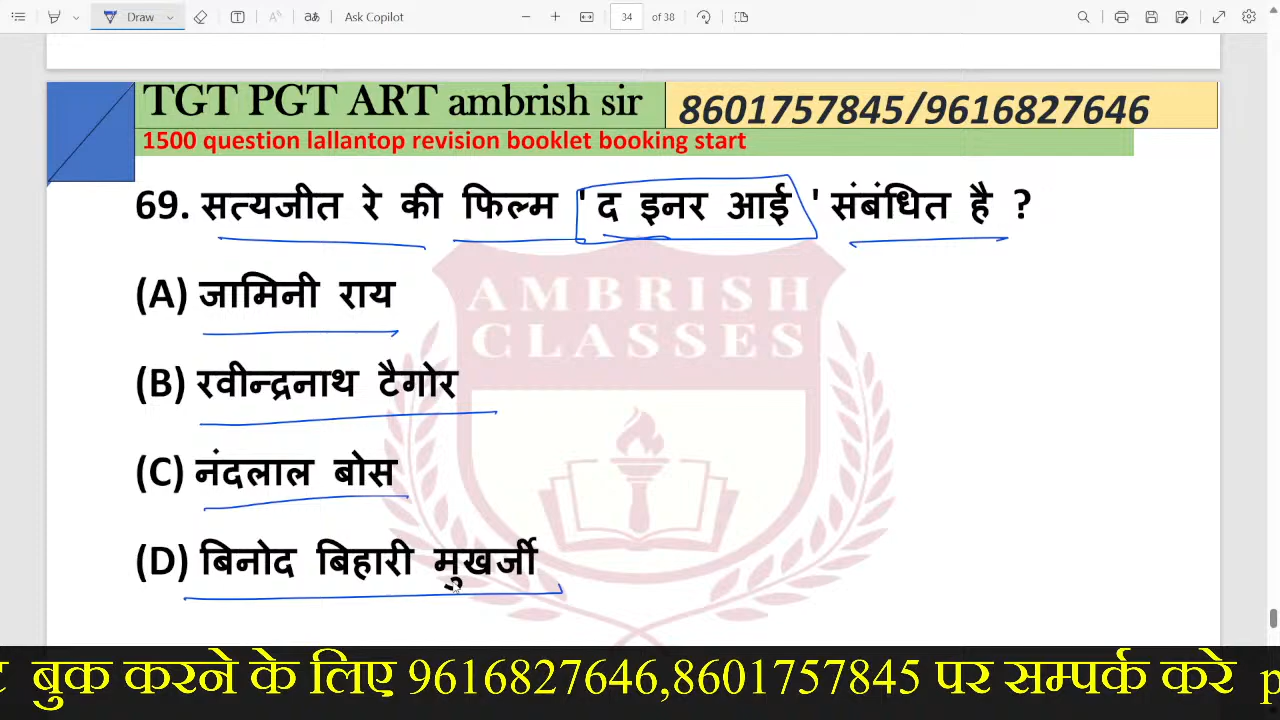 Draw
Ask Copilot
34 of 38
TGT PGT ART ambrish sir
8601757845/9616827646
1500 question lallantop revision booklet booking start
69. सत्यजीत रे की फिल्म ' द इनर आई ' संबंधित है ?
(A) जामिनी राय
(B) रवीन्द्रनाथ टैगोर
(C) नंदलाल बोस
(D) बिनोद बिहारी मुखर्जी
AMBRISH
CLASSES
बुक करने के लिए 9616827646,8601757845 पर सम्पर्क करे p